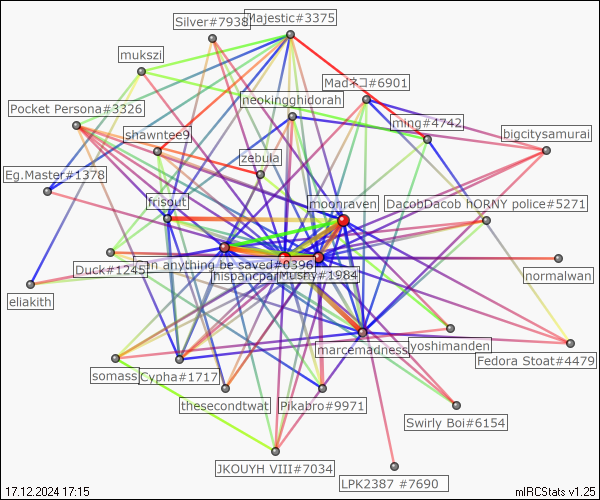 Silver#7938
Majestic#3375
mukszi
Madネコ#6901
neokingghidorah
Pocket Persona#3326
ming#4742
shawntee9
bigcitysamurai
zebula
Eg.Master#1378
frisout
moonraven
DacobDacob hORNY police#5271
Duck#1245
an anything be saved#0396
hispancpa
Mushy#1984
normalwan
eliakith
marcemadness
yoshimanden
Fedora Stoat#4479
somass
Cypha#1717
thesecondtwat
Pikabro#9971
Swirly Boi#6154
JKOUYH VIII#7034
LPK2387 #7690
17.12.2024 17:15
mIRCStats v1.25